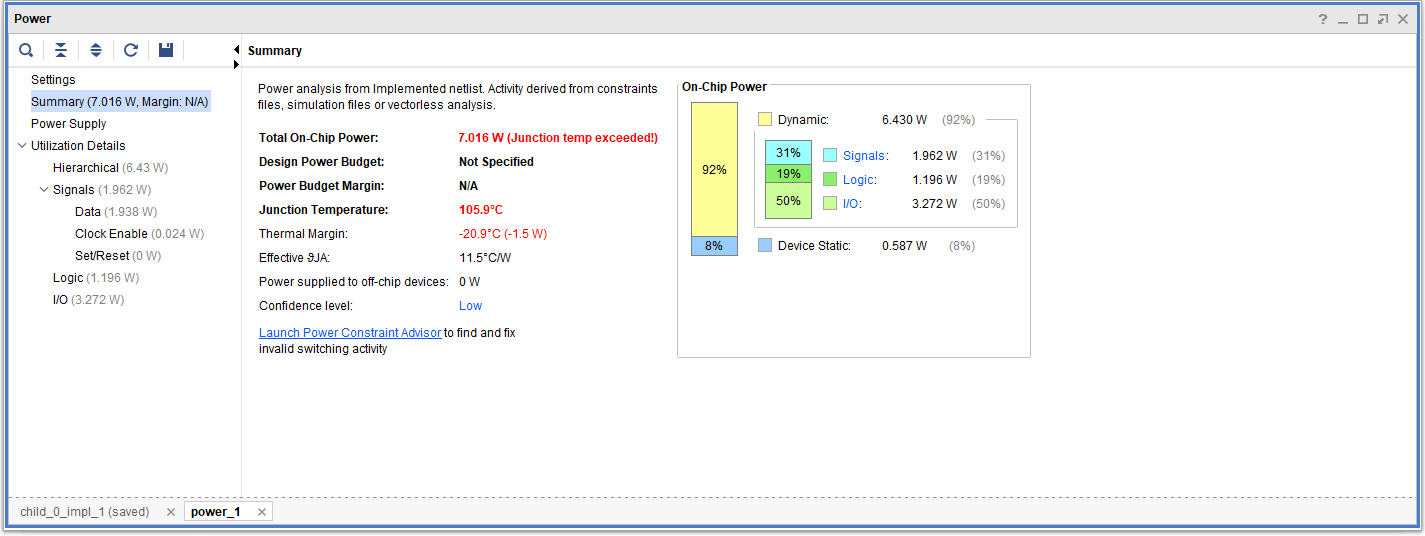 Power
Summary
Settings
Summary (7.016 W, Margin: N/A)
Power Supply
Utilization Details
Hierarchical (6.43 W)
Signals (1.962 W)
Data (1.938 W)
Clock Enable (0.024 W)
Set/Reset (0 W)
Logic (1.196 W)
I/O (3.272 W)
Power analysis from Implemented netlist. Activity derived from constraints
files, simulation files or vectorless analysis.
Total On-Chip Power: 7.016 W (Junction temp exceeded!)
Design Power Budget: Not Specified
Power Budget Margin: N/A
Junction Temperature: 105.9°C
Thermal Margin: -20.9°C (-1.5 W)
Effective ϑJA: 11.5°C/W
Power supplied to off-chip devices: 0 W
Confidence level: Low
Launch Power Constraint Advisor to find and fix
invalid switching activity
On-Chip Power
92%
8%
Dynamic: 6.430 W (92%)
31%
19%
50%
Signals: 1.962 W (31%)
Logic: 1.196 W (19%)
I/O: 3.272 W (50%)
Device Static: 0.587 W (8%)
child_0_impl_1 (saved)
power_1